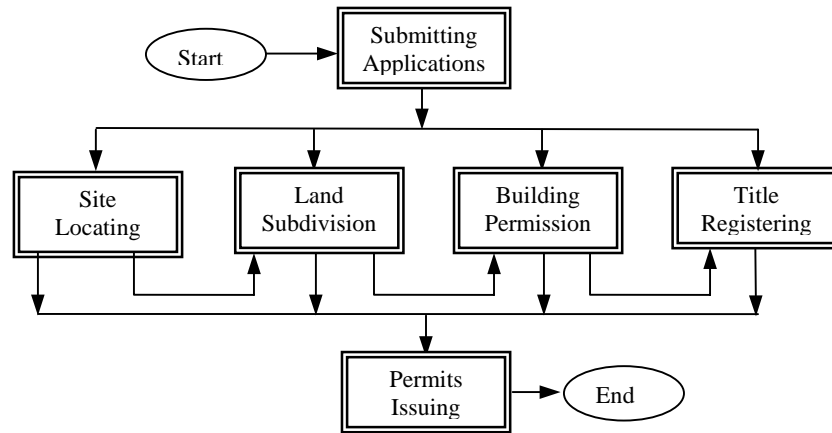 Submitting
Applications
Start
Site
Locating
Land
Subdivision
Building
Permission
Title
Registering
Permits
Issuing
End